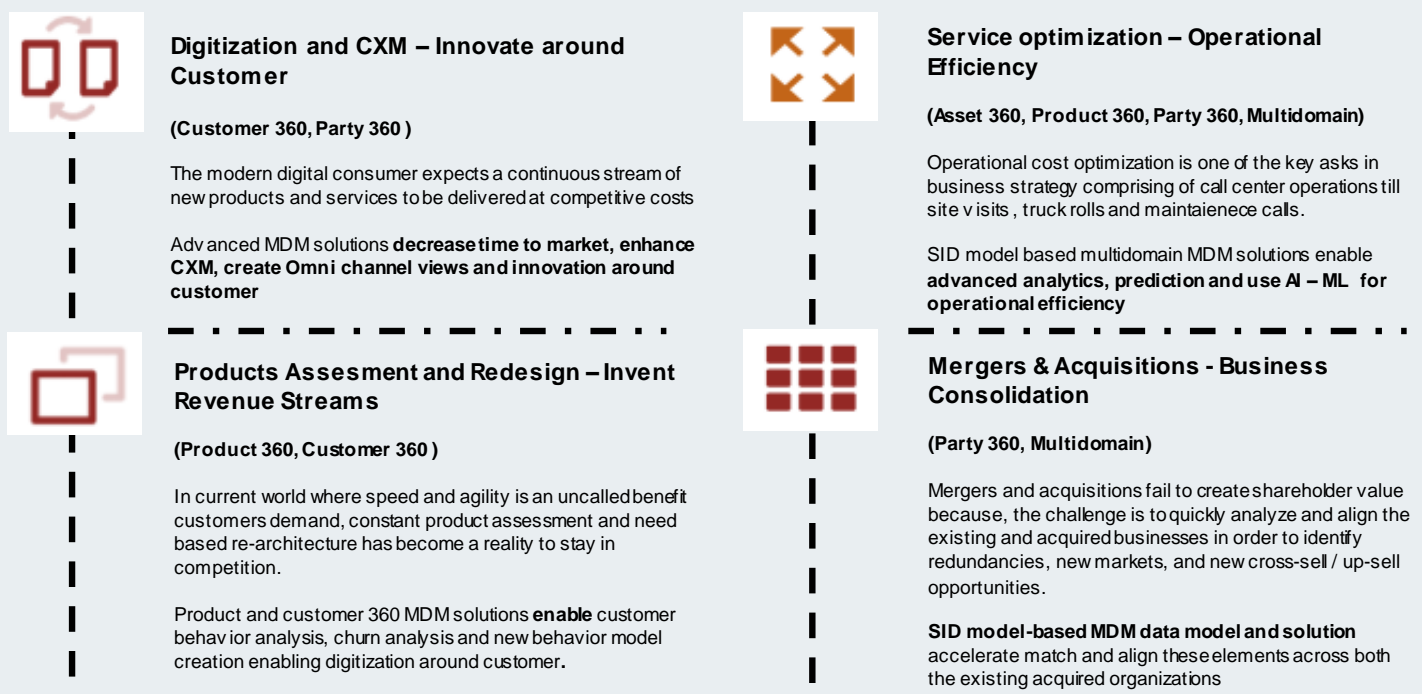 Digitization and CXM – Innovate around
Customer
(Customer 360, Party 360 )
The modern digital consumer expects a continuous stream of
new products and services to be delivered at competitive costs
Advanced MDM solutions decrease time to market, enhance
CXM, create Omni channel views and innovation around
customer
Products Assesment and Redesign – Invent
Revenue Streams
(Product 360, Customer 360 )
In current world where speed and agility is an uncalled benefit
customers demand, constant product assessment and need
based re-architecture has become a reality to stay in
competition.
Product and customer 360 MDM solutions enable customer
behavior analysis, churn analysis and new behavior model
creation enabling digitization around customer.
Service optimization – Operational
Efficiency
(Asset 360, Product 360, Party 360, Multidomain)
Operational cost optimization is one of the key asks in
business strategy comprising of call center operations till
site visits , truck rolls and maintaienece calls.
SID model based multidomain MDM solutions enable
advanced analytics, prediction and use AI – ML for
operational efficiency
Mergers & Acquisitions - Business
Consolidation
(Party 360, Multidomain)
Mergers and acquisitions fail to create shareholder value
because, the challenge is to quickly analyze and align the
existing and acquired businesses in order to identify
redundancies, new markets, and new cross-sell / up-sell
opportunities.
SID model-based MDM data model and solution
accelerate match and align these elements across both
the existing acquired organizations